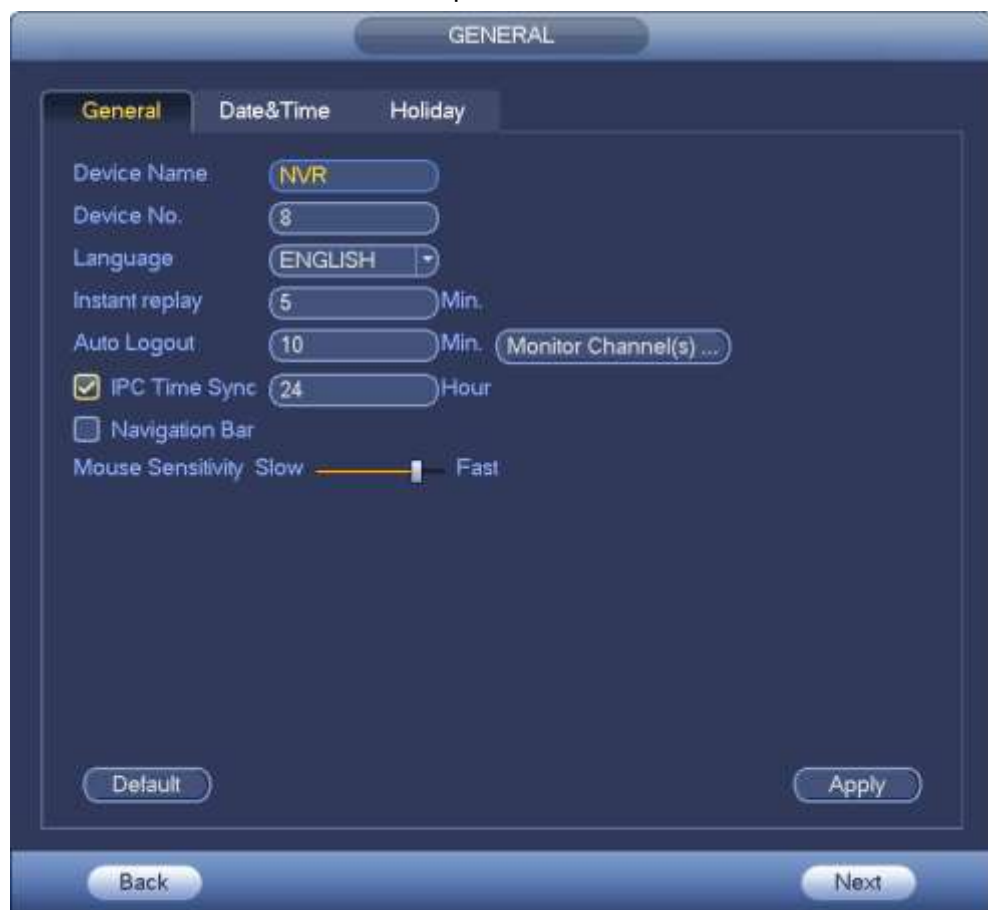 GENERAL
General Date&Time Holiday
Device Name NVR
Device No. 8
Language ENGLISH
Instant replay 5 Min.
Auto Logout 10 Min. Monitor Channel(s) ...
IPC Time Sync 24 Hour
Navigation Bar
Mouse Sensitivity Slow Fast
Default Apply
Back Next